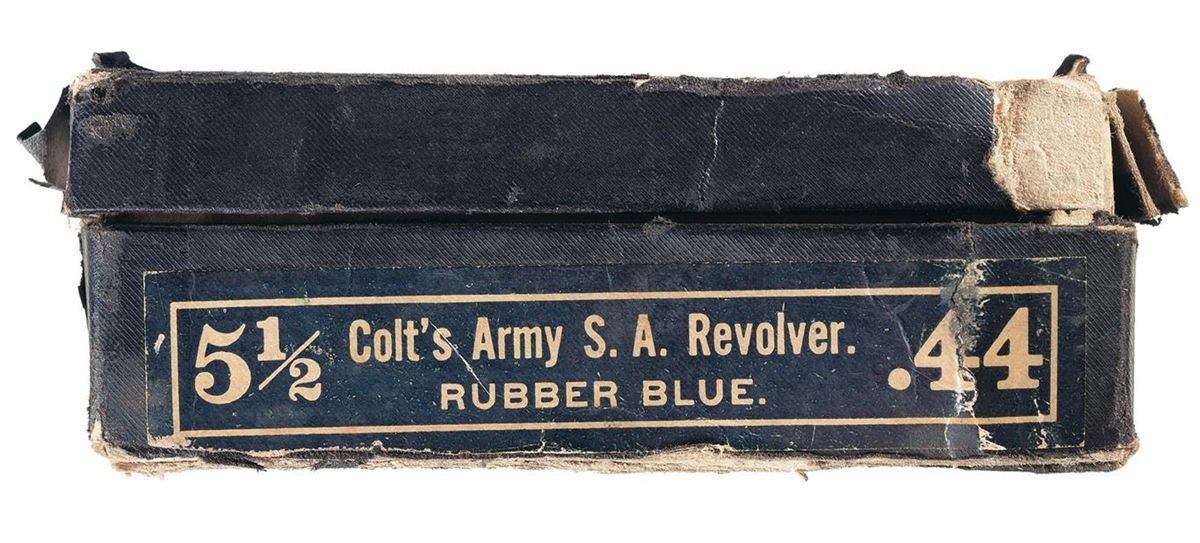 5½ Colt's Army S. A. Revolver. .44
RUBBER BLUE.